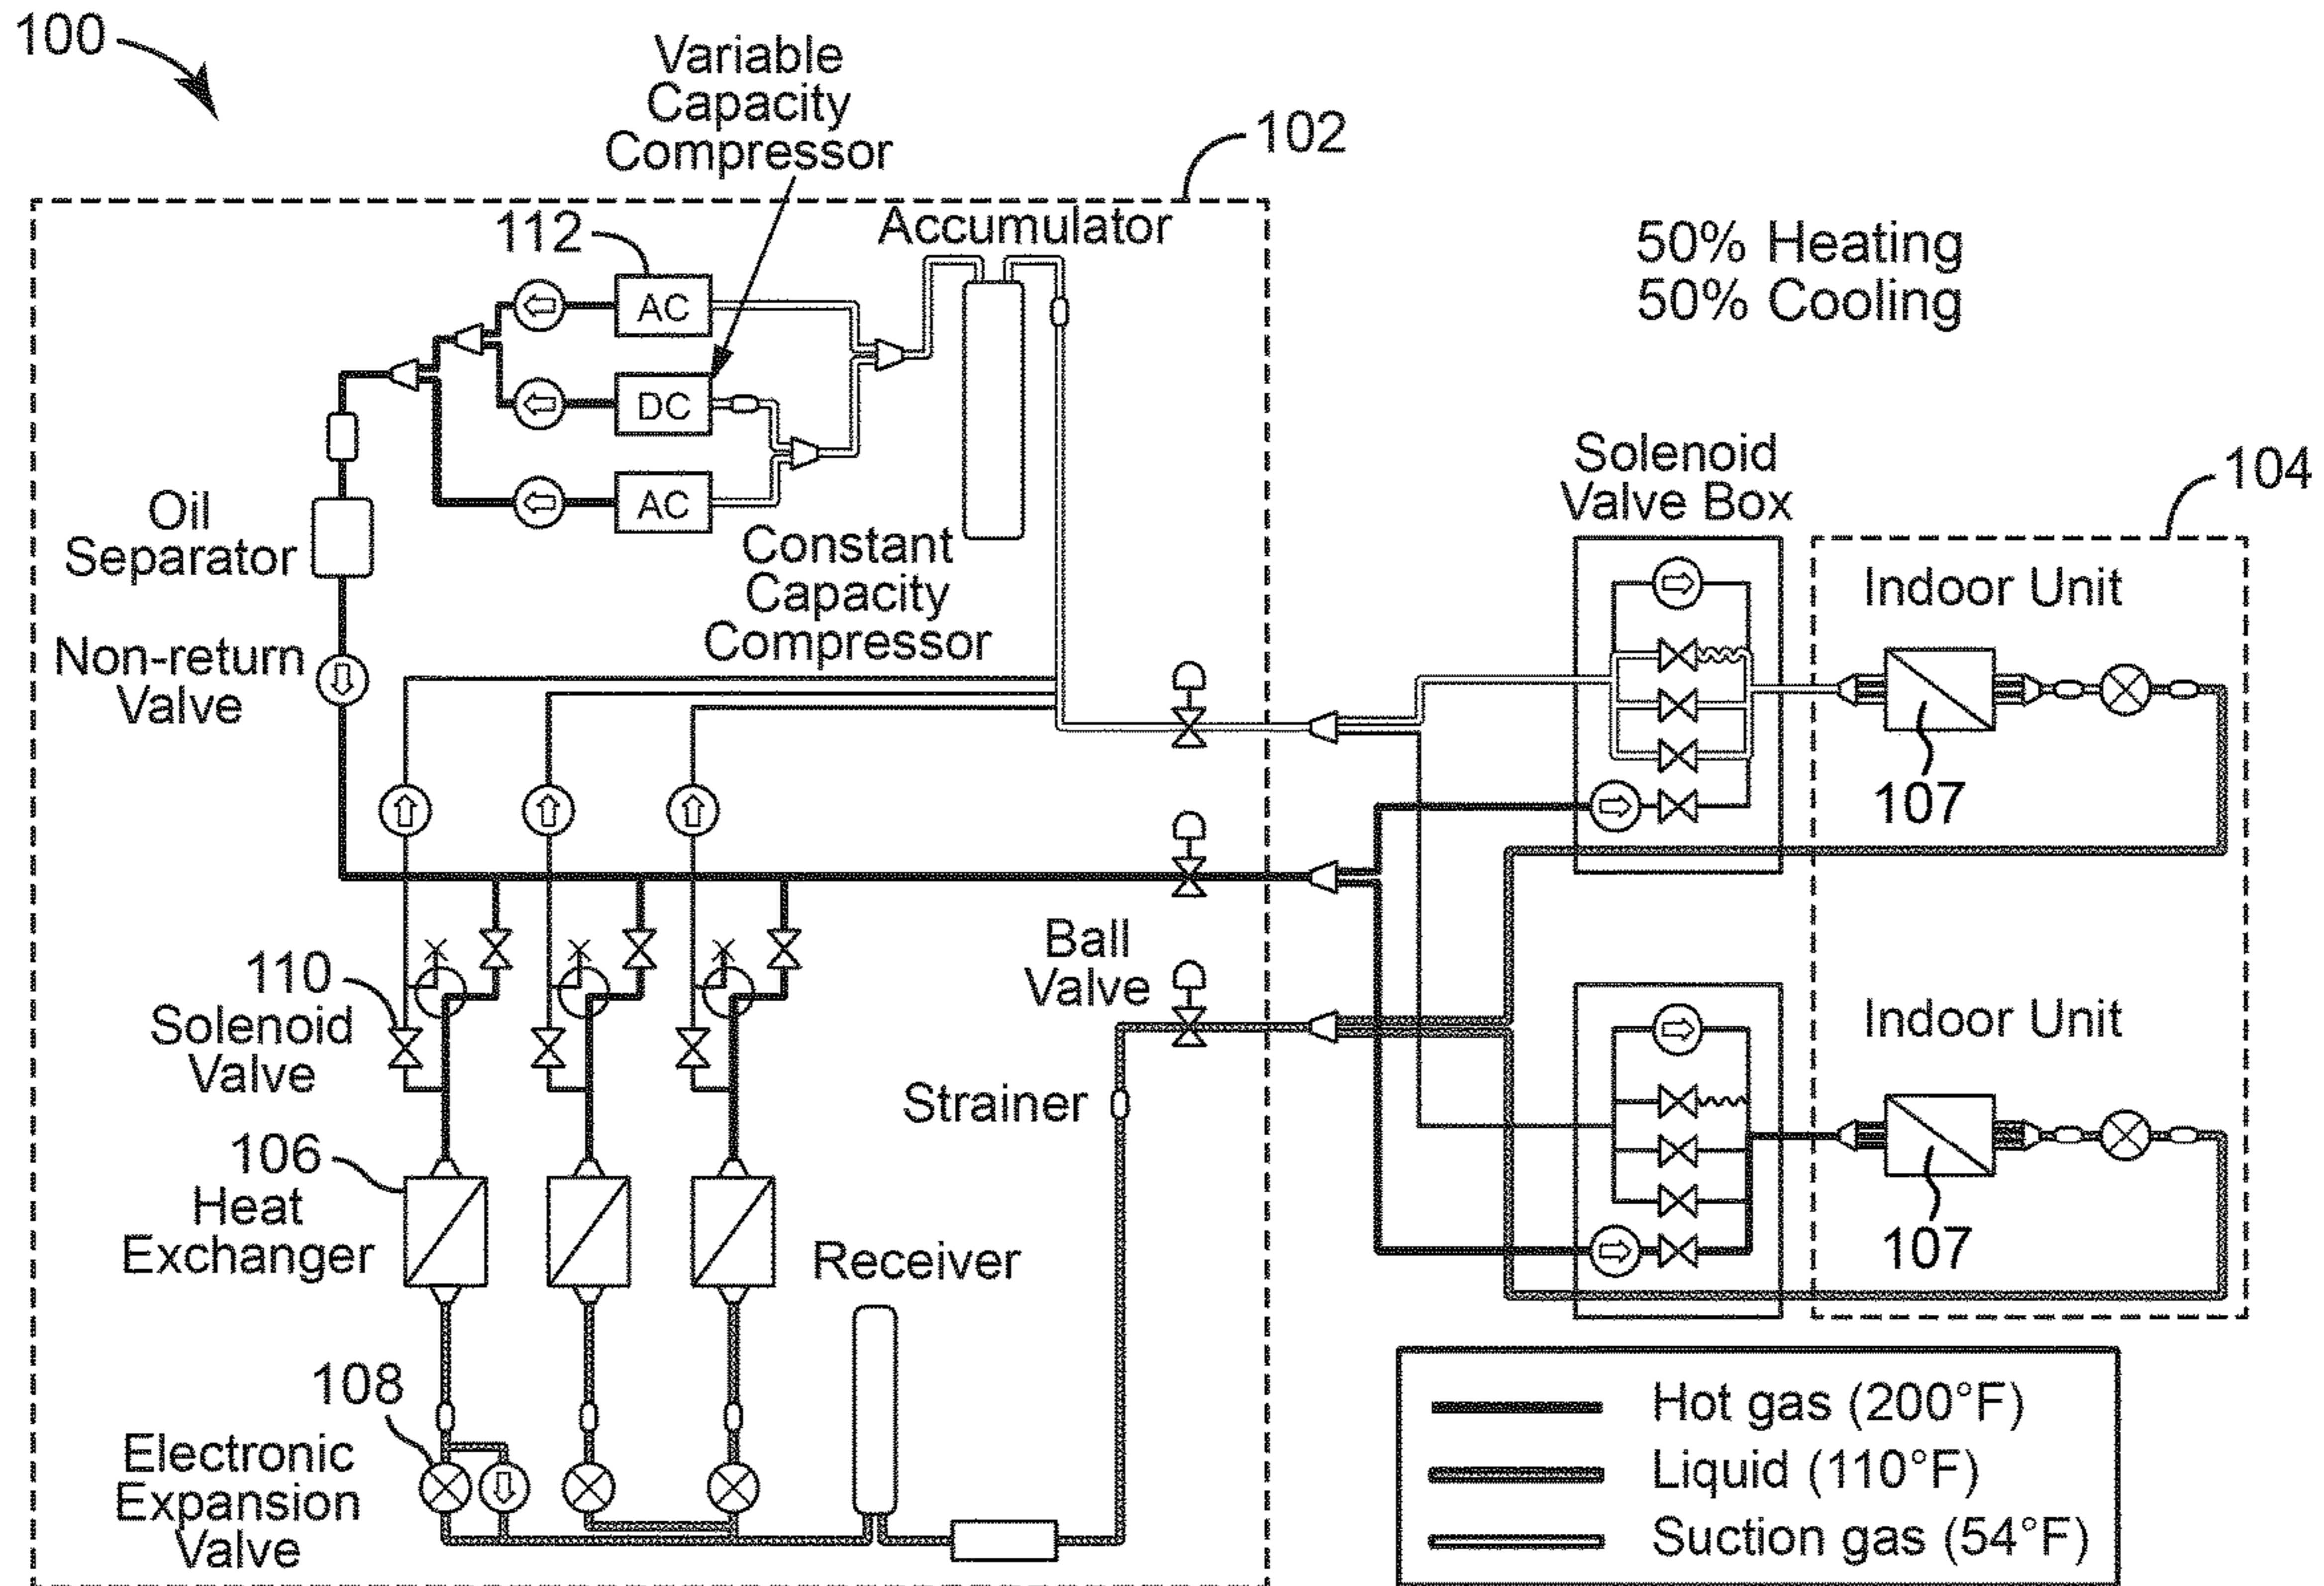 100
Variable
Capacity
Compressor
102
112
Accumulator
50% Heating
50% Cooling
AC
DC
AC
Solenoid
Valve Box
104
Oil
Separator
Constant
Capacity
Compressor
Indoor Unit
Non-return
Valve
107
Ball
Valve
110
Solenoid
Valve
Indoor Unit
Strainer
106
Heat
Exchanger
Receiver
107
108
Electronic
Expansion
Valve
Hot gas (200°F)
Liquid (110°F)
Suction gas (54°F)